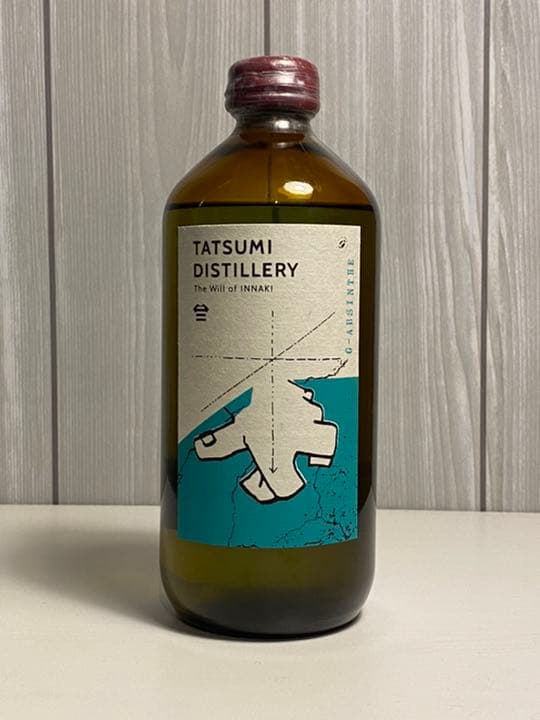 TATSUMI
DISTILLERY
The Will of INNAKI
G-ABSINTHE